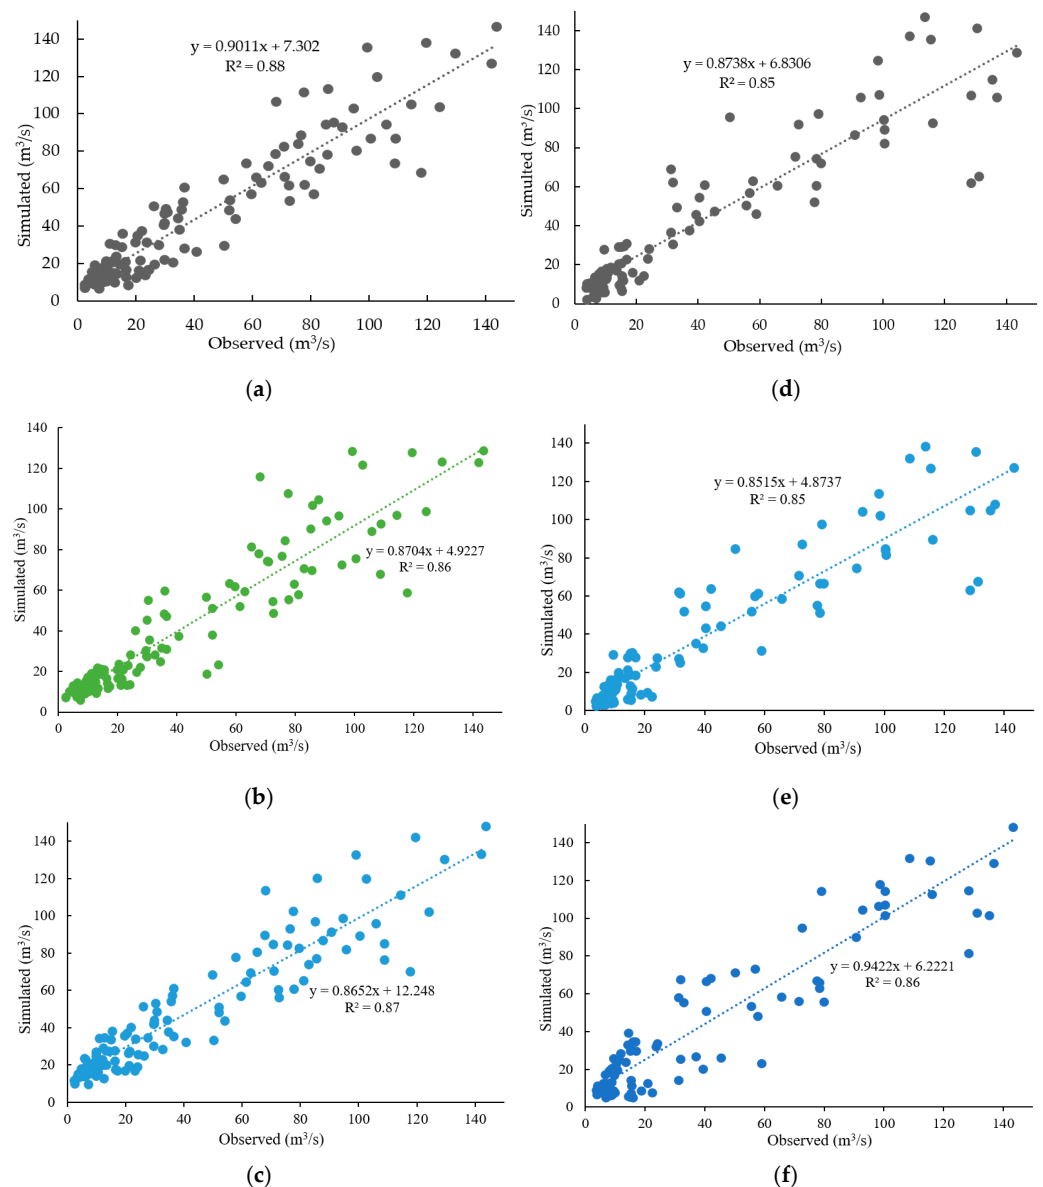 140
120
100
80
60
40
20
0
Simulated (m³/s)
y = 0.9011x + 7.302
R² = 0.88
0 20 40 60 80 100 120 140
Observed (m³/s)
(a)
140
120
100
80
60
40
20
0
Simulted (m³/s)
y = 0.8738x + 6.8306
R² = 0.85
0 20 40 60 80 100 120 140
Observed (m³/s)
(d)
140
120
100
80
60
40
20
0
Simulated (m³/s)
y = 0.8704x + 4.9227
R² = 0.86
0 20 40 60 80 100 120 140
Observed (m³/s)
(b)
140
120
100
80
60
40
20
0
Simulated (m³/s)
y = 0.8515x + 4.8737
R² = 0.85
0 20 40 60 80 100 120 140
Observed (m³/s)
(e)
140
120
100
80
60
40
20
0
Simulated (m³/s)
y = 0.8652x + 12.248
R² = 0.87
0 20 40 60 80 100 120 140
Observed (m³/s)
(c)
140
120
100
80
60
40
20
0
Simulated (m³/s)
y = 0.9422x + 6.2221
R² = 0.86
0 20 40 60 80 100 120 140
Observed (m³/s)
(f)